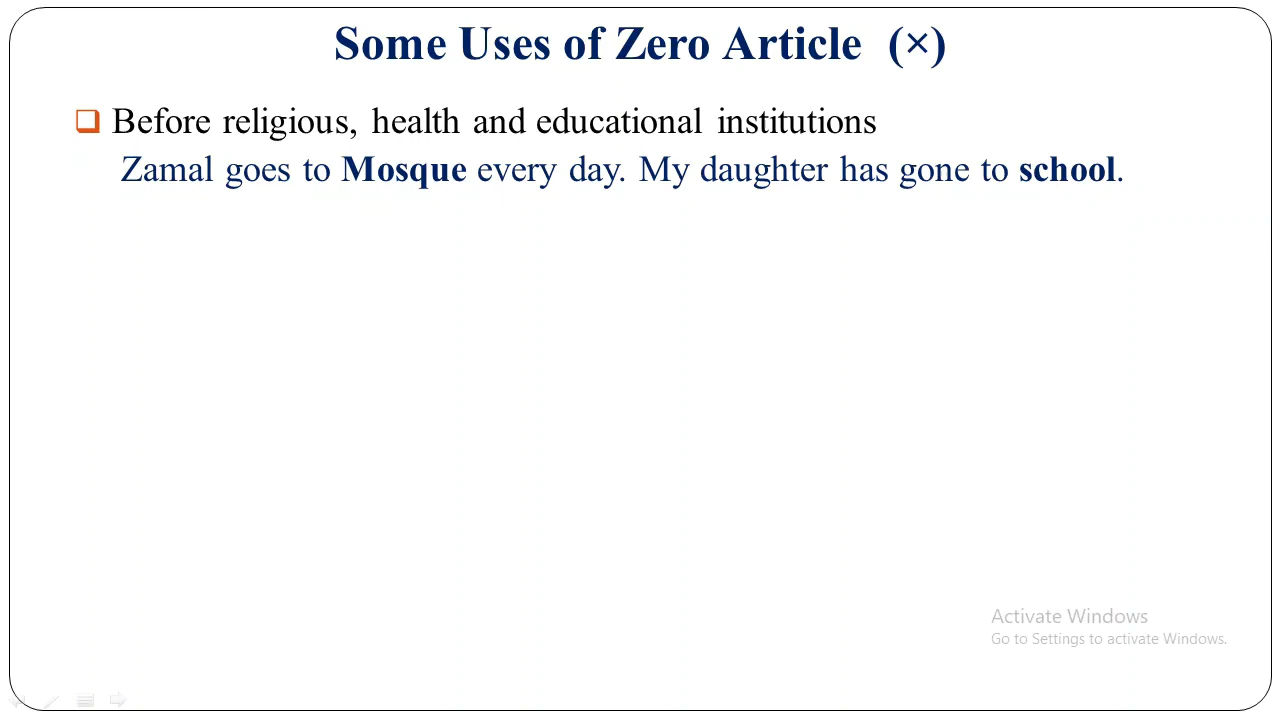 Some Uses of Zero Article (×)
Before religious, health and educational institutions
Zamal goes to Mosque every day. My daughter has gone to school.
Activate Windows
Go to Settings to activate Windows.